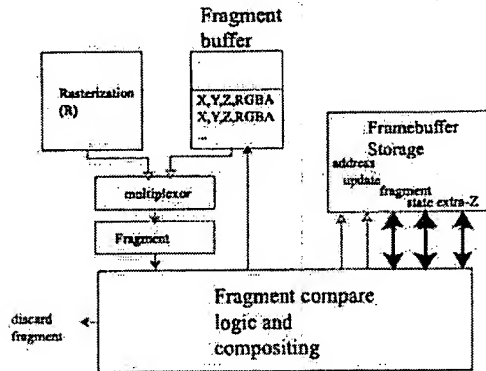 Fragment
buffer
Rasterization
(R)
X,Y,Z,RGBA
X,Y,Z,RGBA
...
Framebuffer
Storage
address
update
fragment
state extra-Z
multiplexor
Fragment
Fragment compare
logic and
compositing
discard
fragment